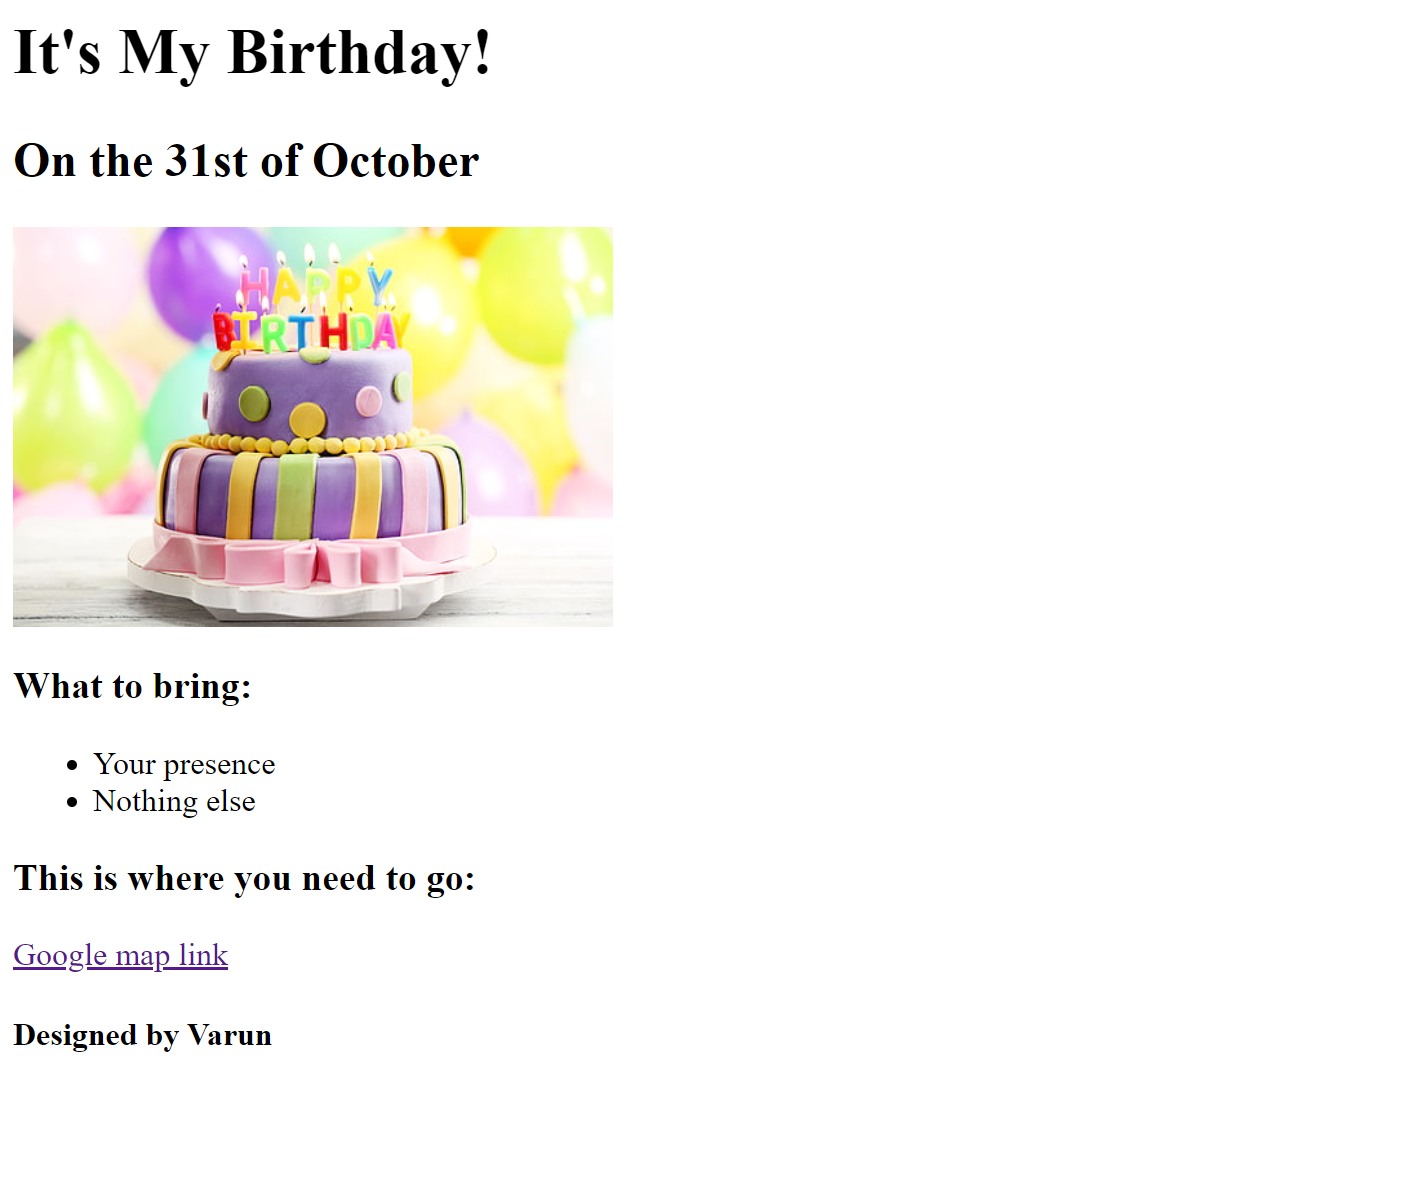 It's My Birthday!
On the 31st of October
HAPPY
BIRTHDAY
What to bring:
Your presence
Nothing else
This is where you need to go:
Google map link
Designed by Varun